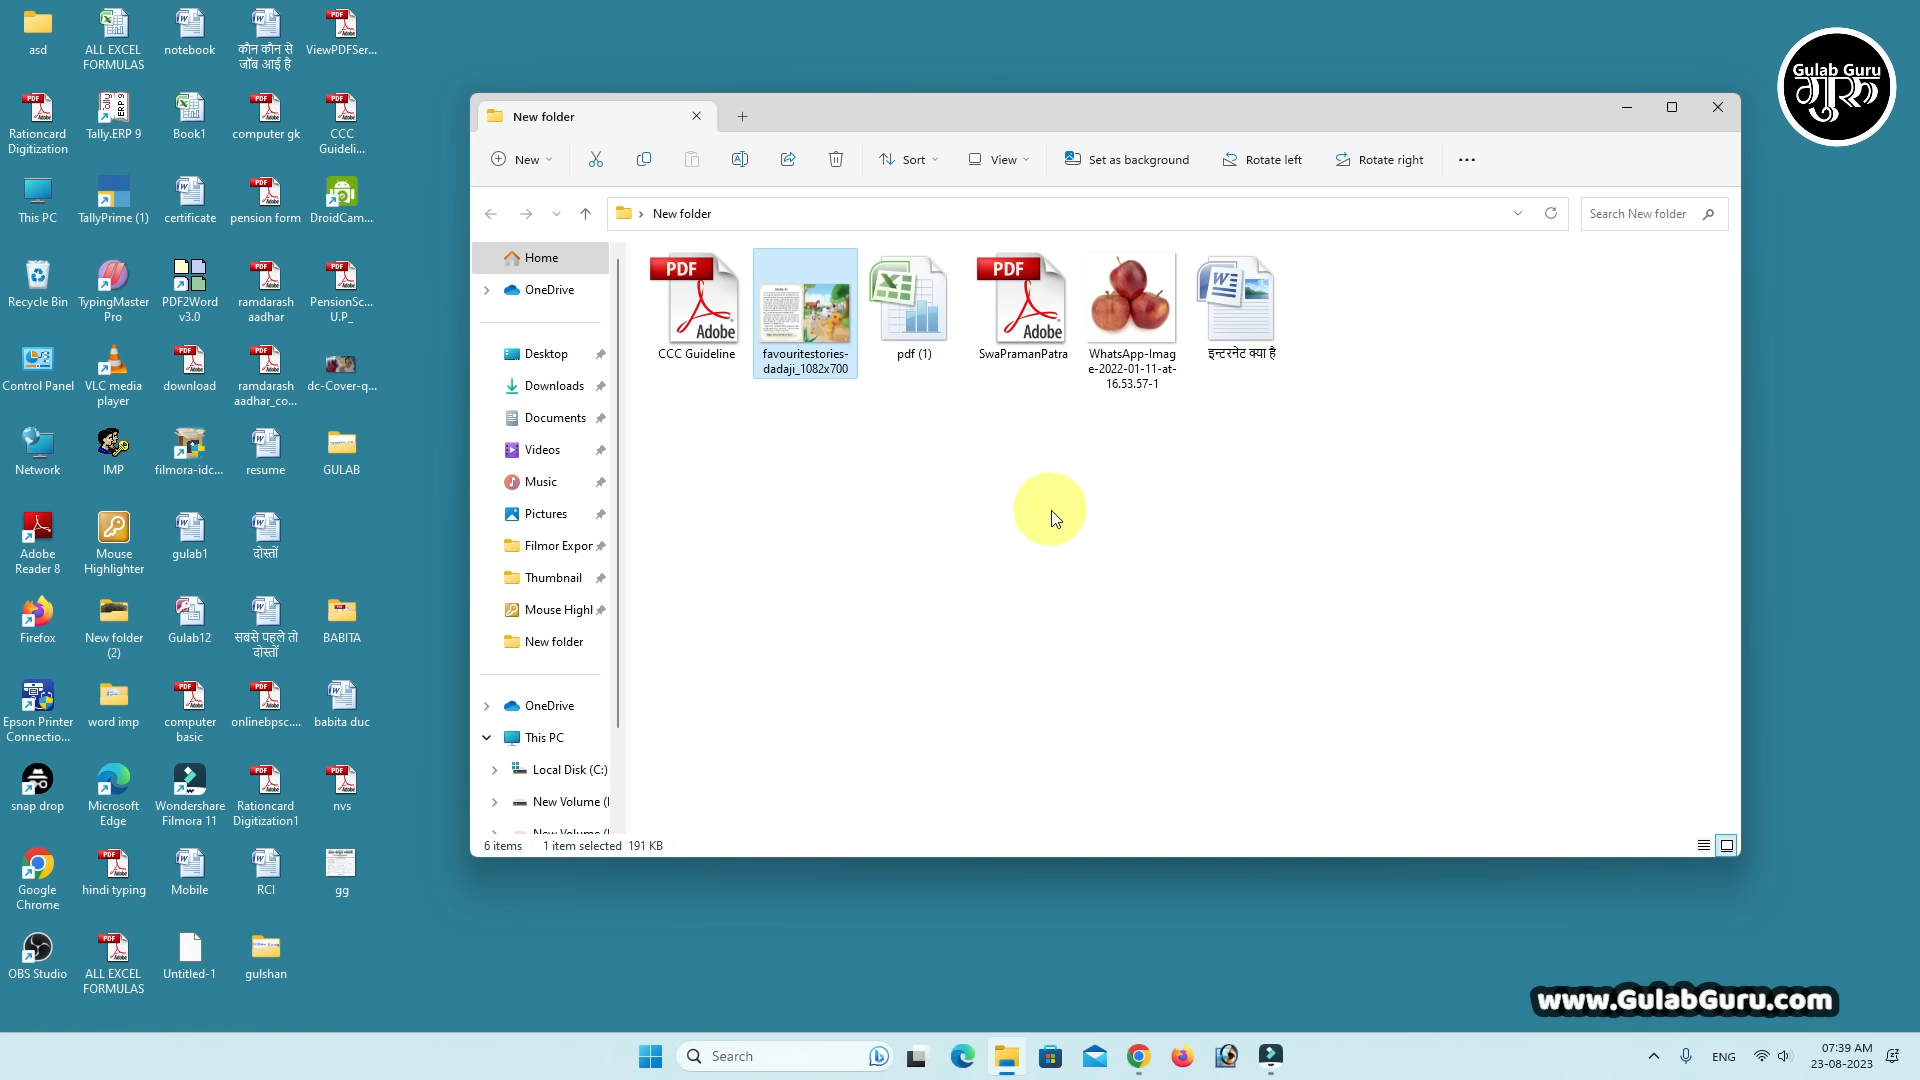 asd
ALL EXCEL
FORMULAS
notebook
कौन कौन से
जॉब आई है
ViewPDFSer...
Rationcard
Digitization
Tally.ERP 9
Book1
computer gk
CCC
Guideli...
This PC
TallyPrime (1)
certificate
pension form
DroidCam...
Recycle Bin
TypingMaster
Pro
PDF2Word
v3.0
ramdarash
aadhar
PensionSc...
U.P_
Control Panel
VLC media
player
download
ramdarash
aadhar_co...
dc-Cover-q...
Network
IMP
filmora-idc...
resume
GULAB
Adobe
Reader 8
Mouse
Highlighter
gulab1
दोस्तों
Firefox
New folder
(2)
Gulab12
सबसे पहले तो
दोस्तों
BABITA
Epson Printer
Connectio...
word imp
computer
basic
onlinebpsc....
babita duc
snap drop
Microsoft
Edge
Wondershare
Filmora 11
Rationcard
Digitization1
nvs
Google
Chrome
hindi typing
Mobile
RCI
gg
OBS Studio
ALL EXCEL
FORMULAS
Untitled-1
gulshan
New folder
New
Sort
View
Set as background
Rotate left
Rotate right
New folder
Search New folder
Home
OneDrive
Desktop
Downloads
Documents
Videos
Music
Pictures
Filmor Expor
Thumbnail
Mouse Highl
New folder
OneDrive
This PC
Local Disk (C:)
New Volume (
New Volume (
PDF
Adobe
CCC Guideline
favouritestories-
dadaji_1082x700
pdf (1)
PDF
Adobe
SwaPramanPatra
WhatsApp-Imag
e-2022-01-11-at-
16.53.57-1
इन्टरनेट क्या है
6 items
1 item selected 191 KB
Gulab Guru
गुरु
www.GulabGuru.com
Search
ENG
07:39 AM
23-08-2023